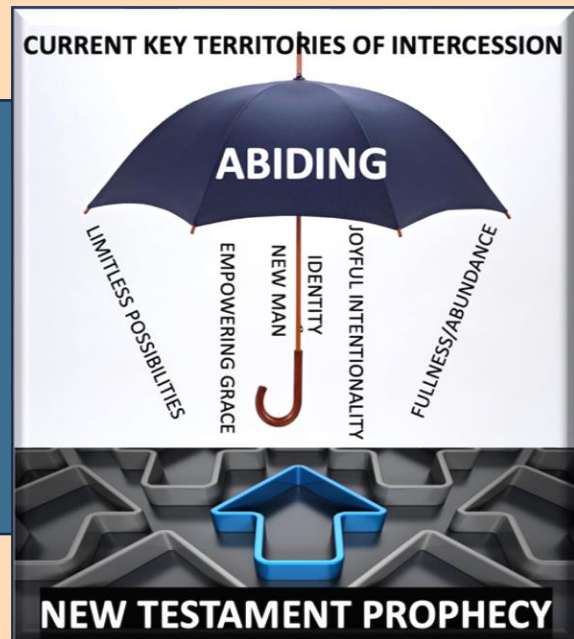 CURRENT KEY TERRITORIES OF INTERCESSION
ABIDING
LIMITLESS POSSIBILITIES
EMPOWERING GRACE
NEW MAN
IDENTITY
JOYFUL INTENTIONALITY
FULLNESS/ABUNDANCE
NEW TESTAMENT PROPHECY